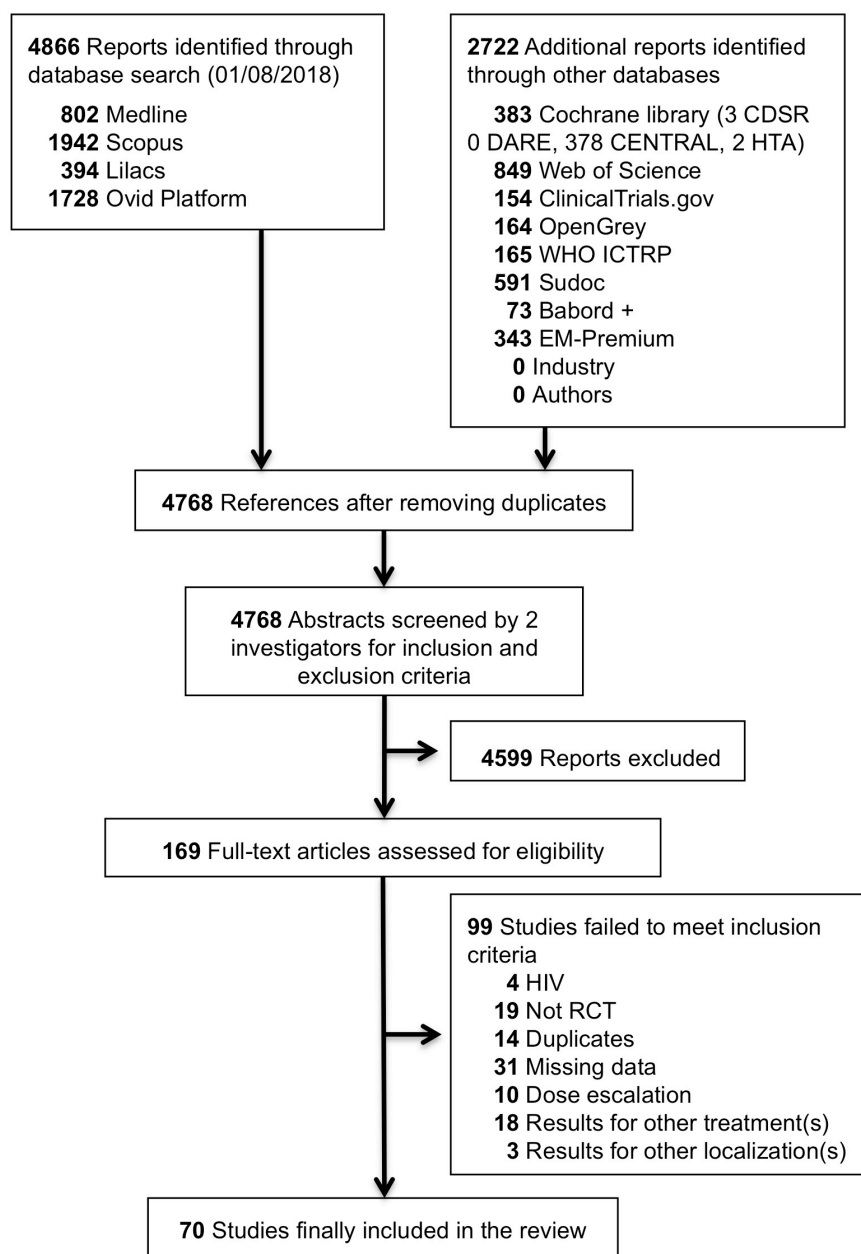 4866 Reports identified through
database search (01/08/2018)
802 Medline
1942 Scopus
394 Lilacs
1728 Ovid Platform
2722 Additional reports identified
through other databases
383 Cochrane library (3 CDSR
0 DARE, 378 CENTRAL, 2 HTA)
849 Web of Science
154 ClinicalTrials.gov
164 OpenGrey
165 WHO ICTRP
591 Sudoc
73 Babord +
343 EM-Premium
0 Industry
0 Authors
4768 References after removing duplicates
4768 Abstracts screened by 2
investigators for inclusion and
exclusion criteria
4599 Reports excluded
169 Full-text articles assessed for eligibility
99 Studies failed to meet inclusion
criteria
4 HIV
19 Not RCT
14 Duplicates
31 Missing data
10 Dose escalation
18 Results for other treatment(s)
3 Results for other localization(s)
70 Studies finally included in the review